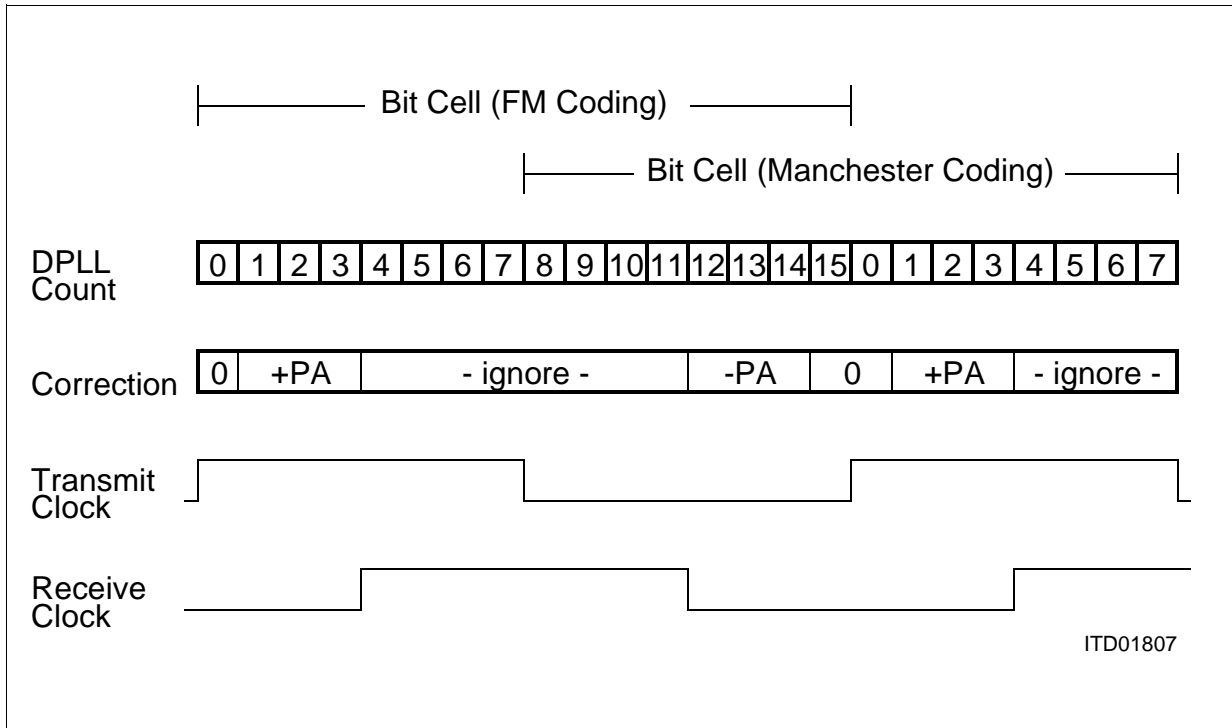 Bit Cell (FM Coding)
Bit Cell (Manchester Coding)
DPLL
Count
0 1 2 3 4 5 6 7 8 9 10 11 12 13 14 15 0 1 2 3 4 5 6 7
Correction
0 +PA - ignore - -PA 0 +PA - ignore -
Transmit
Clock
Receive
Clock
ITD01807